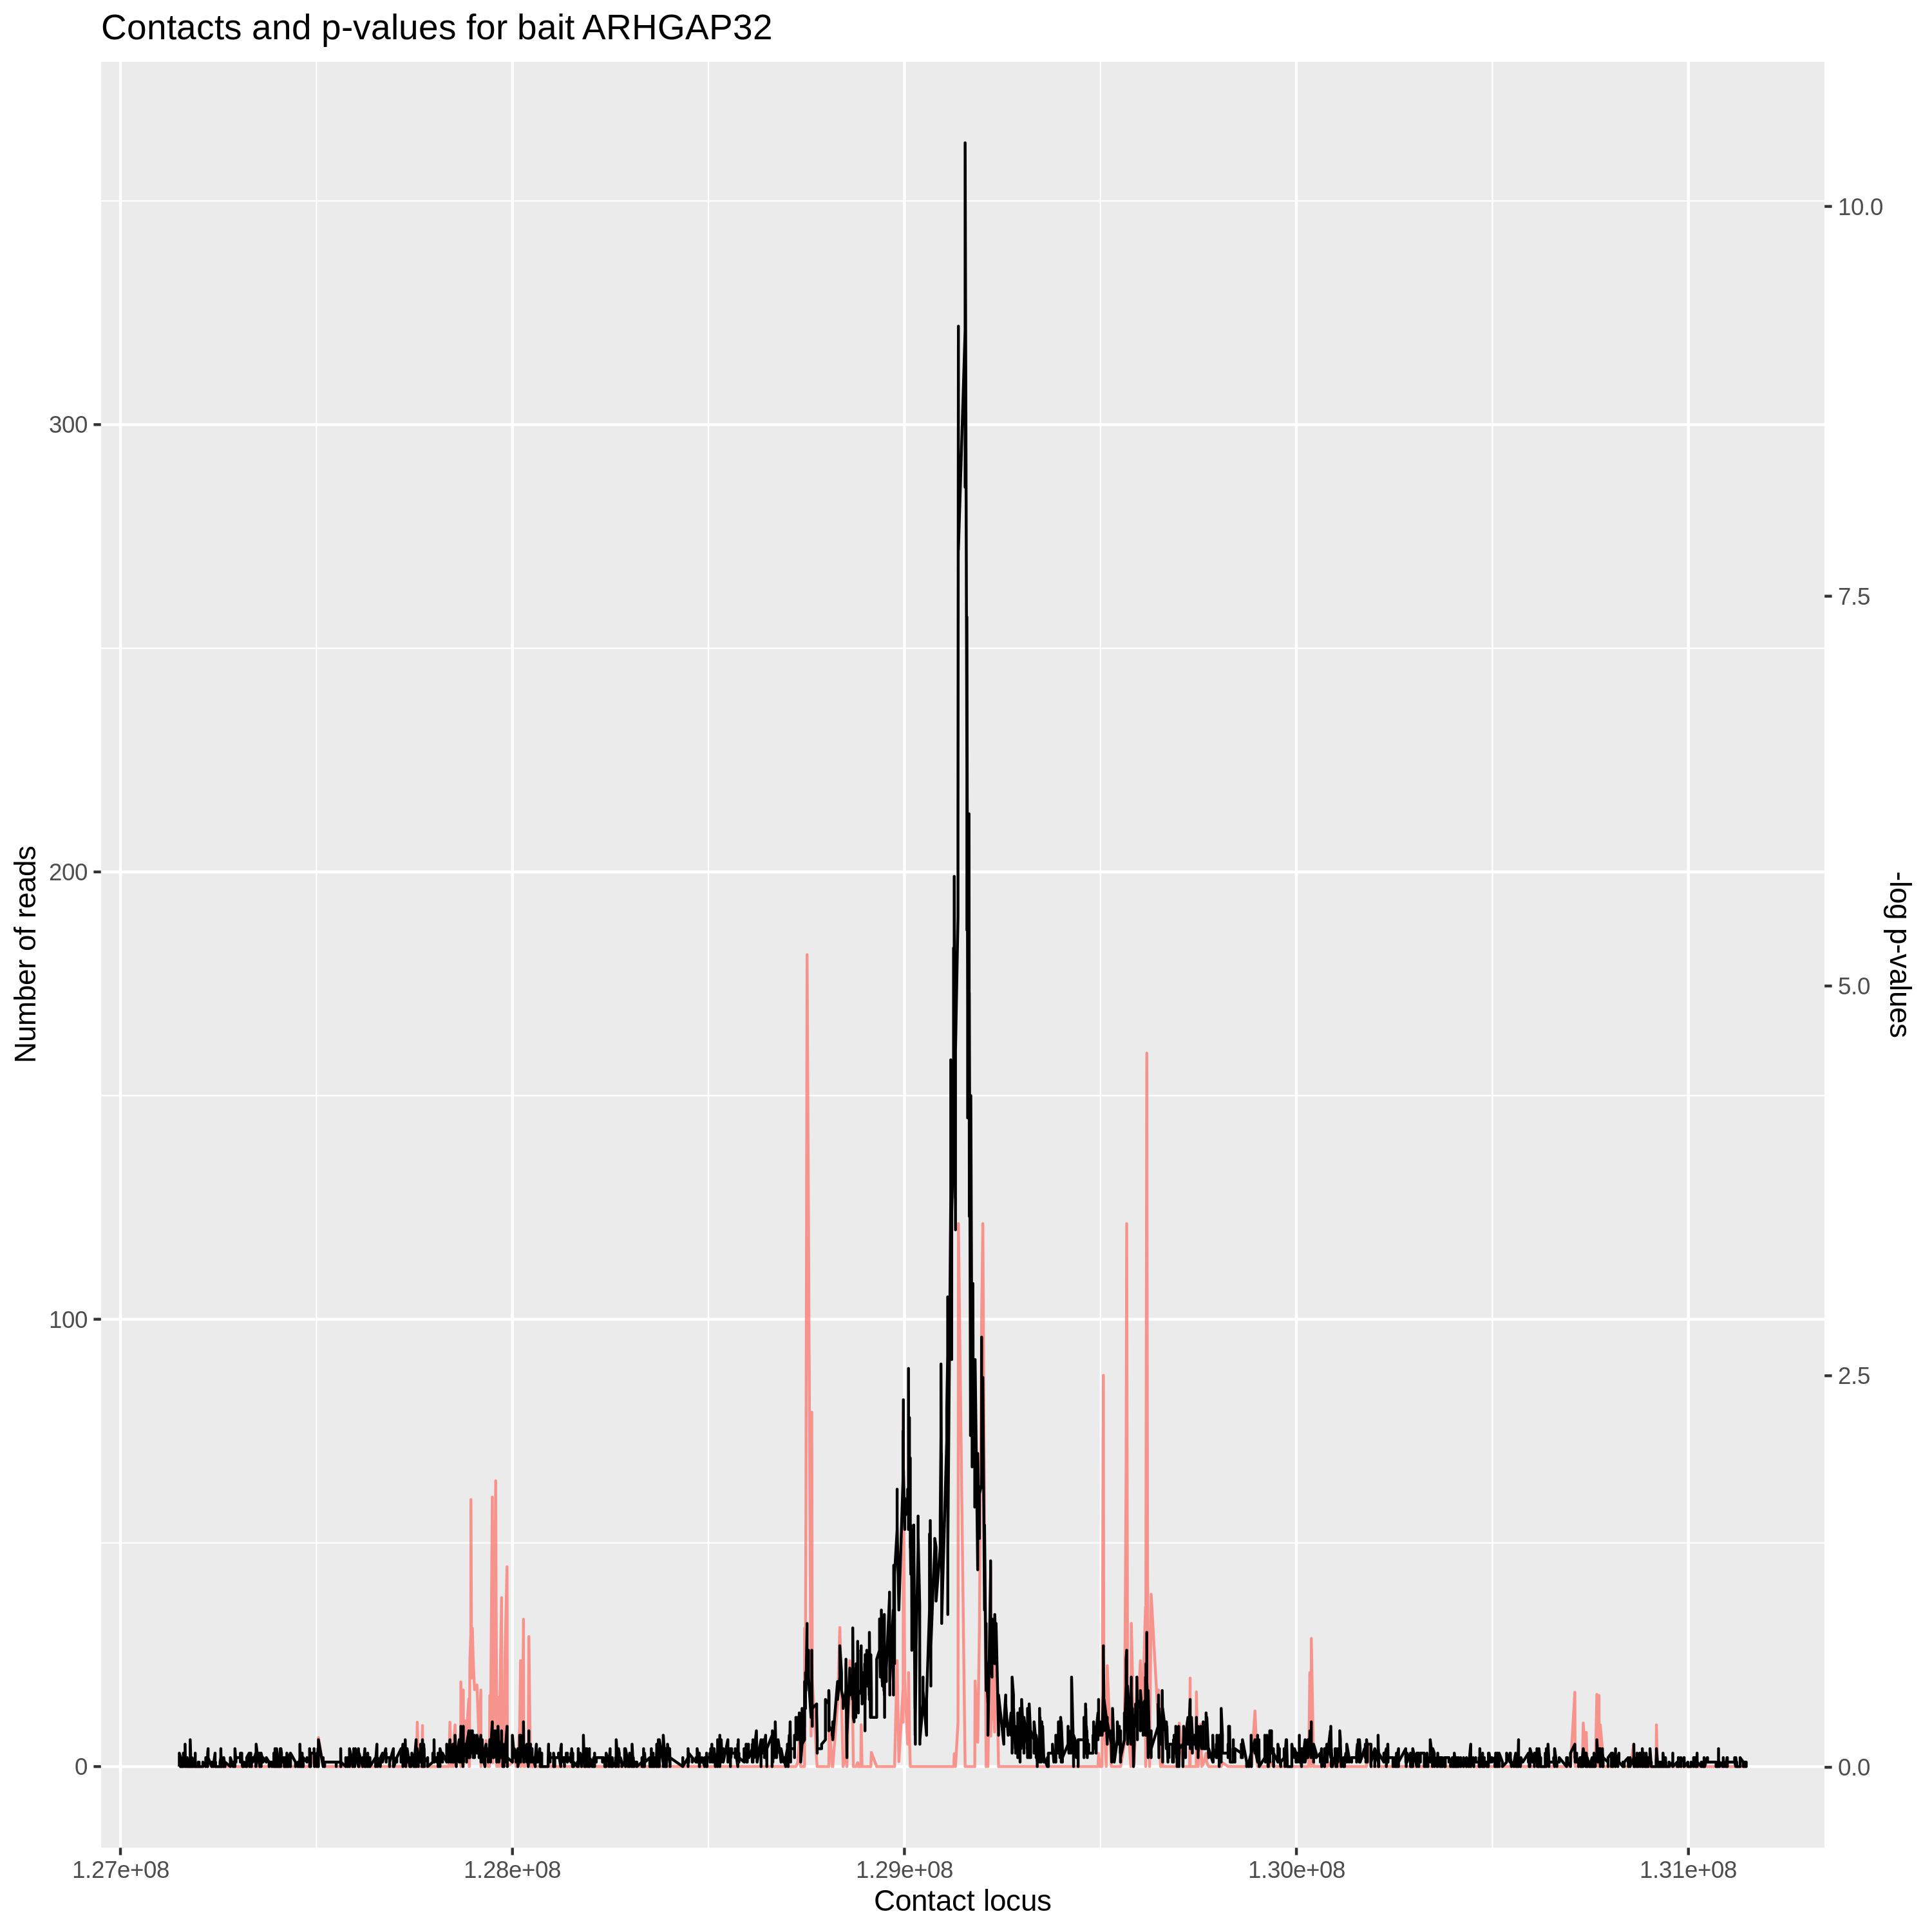 Contacts and p-values for bait ARHGAP32
Number of reads
300
200
100
0
10.0
7.5
5.0
2.5
0.0
-log p-values
1.27e+08
1.28e+08
1.29e+08
1.30e+08
1.31e+08
Contact locus